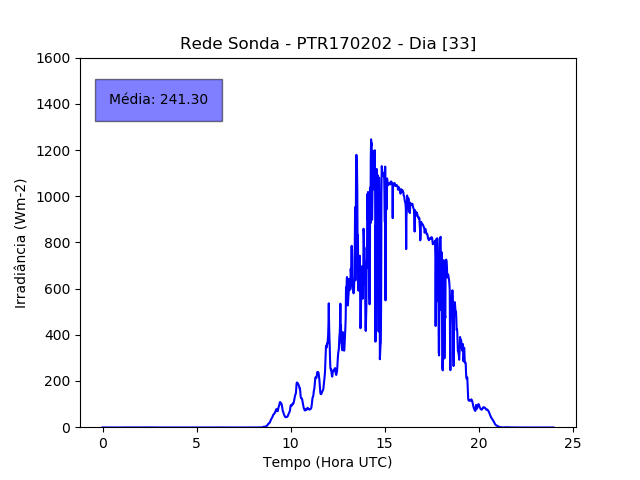 Rede Sonda - PTR170202 - Dia [33]
1600
1400
1200
1000
800
600
400
200
0
Média: 241.30
Irradiância (Wm-2)
0 5 10 15 20 25
Tempo (Hora UTC)